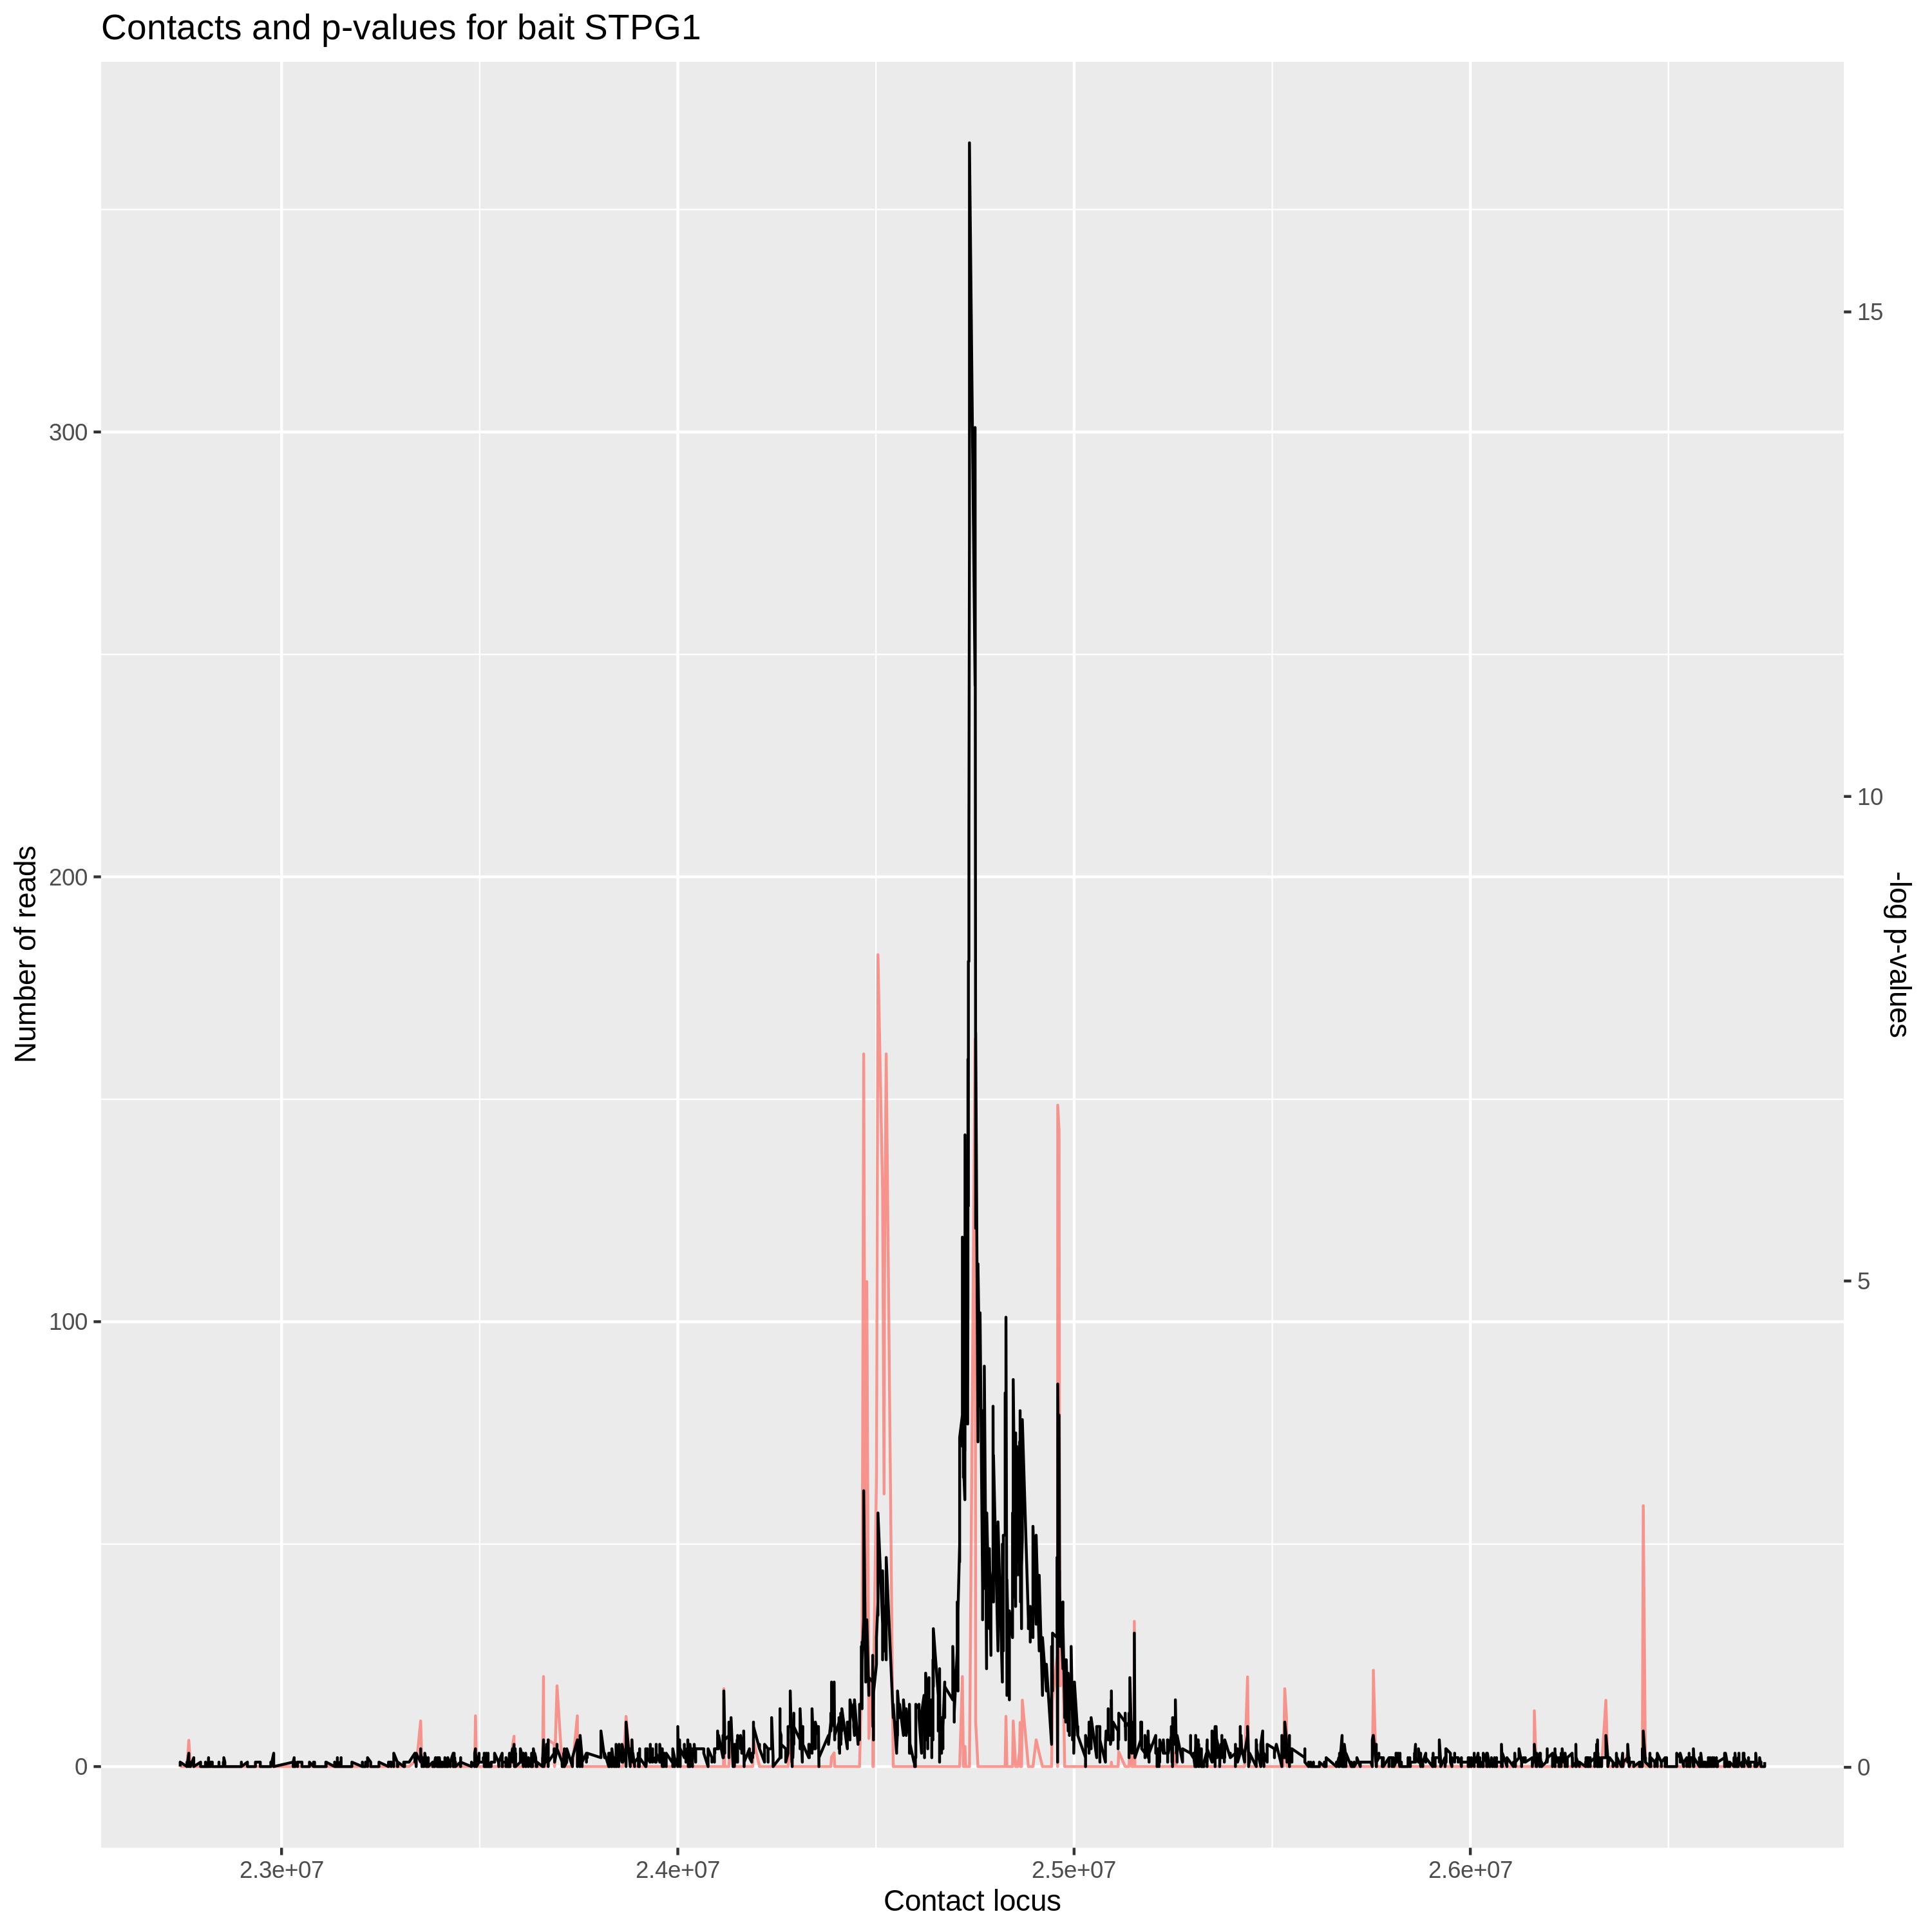 Contacts and p-values for bait STPG1
Number of reads
300
200
100
0
15
10
5
0
-log p-values
2.3e+07
2.4e+07
2.5e+07
2.6e+07
Contact locus